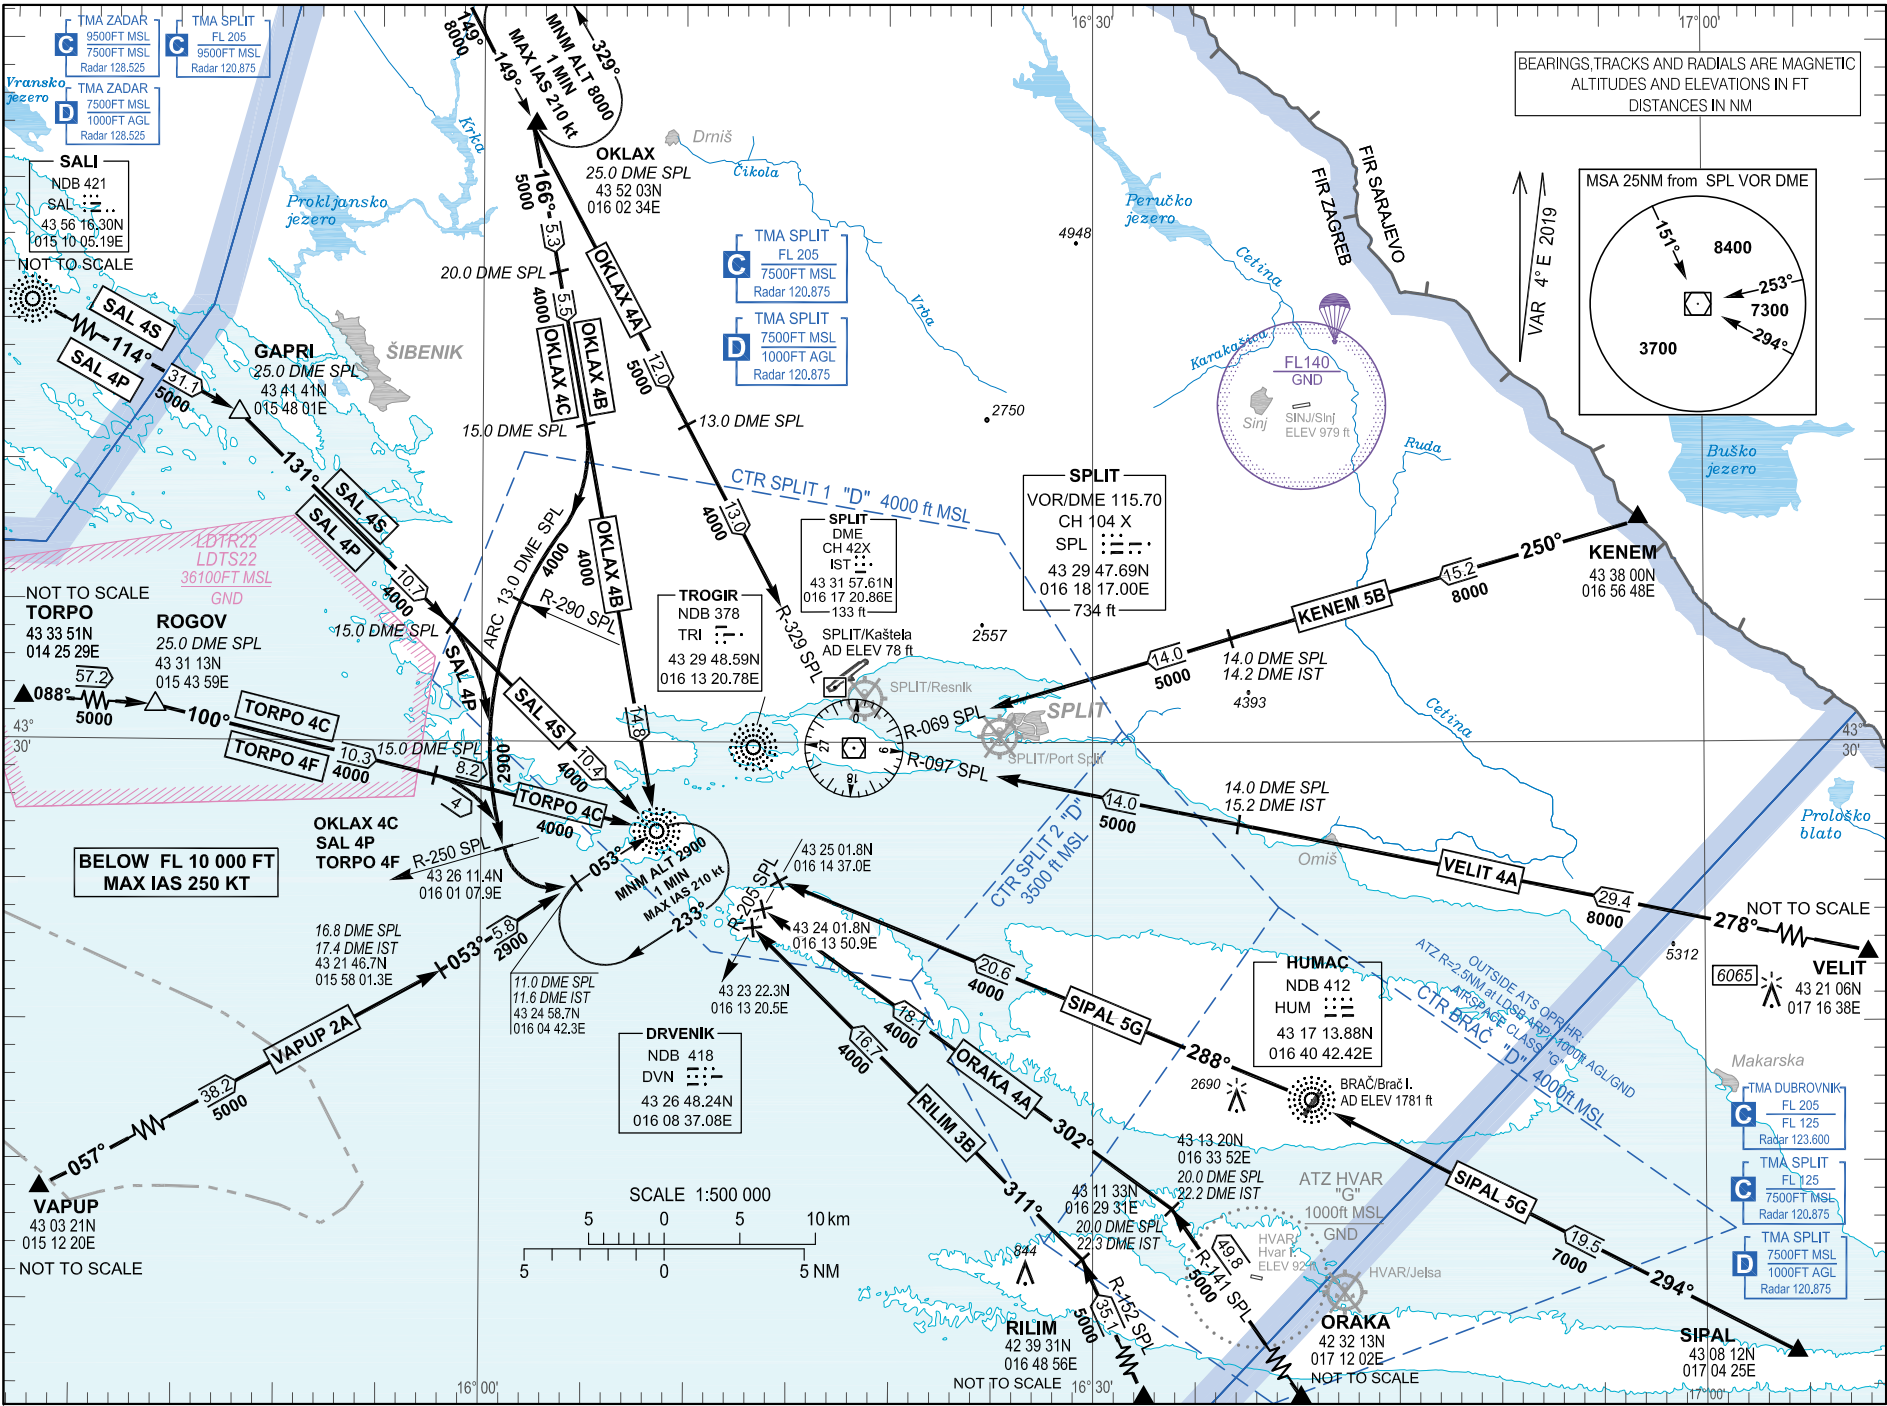 TMA ZADAR
C
9500FT MSL
7500FT MSL
Radar 128.525
TMA SPLIT
C
FL 205
9500FT MSL
Radar 120,875
TMA ZADAR
D
7500FT MSL
1000FT AGL
Radar 128.525
Vransko
jezero
SALI
NDB 421
SAL
43 56 16.30N
015 10 05.19E
NOT TO SCALE
Krka
Prokljansko
jezero
149°
8000
149°
MNM ALT 8000
1 MIN
MAX IAS 210 kt
329°
OKLAX
25.0 DME SPL
43 52 03N
016 02 34E
Drniš
Čikola
Vrba
16°30'
17°00'
BEARINGS,TRACKS AND RADIALS ARE MAGNETIC
ALTITUDES AND ELEVATIONS IN FT
DISTANCES IN NM
FIR SARAJEVO
FIR ZAGREB
VAR 4° E 2019
MSA 25NM from SPL VOR DME
151°
8400
253°
7300
294°
3700
Peručko
jezero
4948
Cetina
Karakašica
FL140
GND
Sinj
SINJ/SInj
ELEV 979 ft
Ruda
Buško
jezero
TMA SPLIT
C
FL 205
7500FT MSL
Radar 120.875
TMA SPLIT
D
7500FT MSL
1000FT AGL
Radar 120.875
166°
5000
5.3
20.0 DME SPL
5.5
4000
OKLAX 4A
OKLAX 4B
OKLAX 4C
12.0
5000
13.0 DME SPL
15.0 DME SPL
2750
13.0
4000
SAL 4S
SAL 4P
114°
31.1
5000
GAPRI
25.0 DME SPL
43 41 41N
015 48 01E
ŠIBENIK
131°
SAL 4S
SAL 4P
10.7
4000
15.0 DME SPL
CTR SPLIT 1 "D" 4000 ft MSL
ARC 13.0 DME SPL
4000
R-290 SPL
OKLAX 4B
4000
14.8
R-329 SPL
LDTR22
LDTS22
36100FT MSL
GND
NOT TO SCALE
TORPO
43 33 51N
014 25 29E
ROGOV
25.0 DME SPL
43 31 13N
015 43 59E
57.2
088°
5000
100°
TORPO 4C
TORPO 4F
10.3
4000
15.0 DME SPL
8.2
4
2900
SAL 4P
SAL 4S
10.4
4000
TORPO 4C
4000
43°
30'
TROGIR
NDB 378
TRI
43 29 48.59N
016 13 20.78E
SPLIT
DME
CH 42X
IST
43 31 57.61N
016 17 20.86E
133 ft
SPLIT/Kaštela
AD ELEV 78 ft
SPLIT
VOR/DME 115.70
CH 104 X
SPL
43 29 47.69N
016 18 17.00E
734 ft
2557
SPLIT/Resnik
0
9
18
27
SPLIT
SPLIT/Port Split
R-069 SPL
R-097 SPL
KENEM
43 38 00N
016 56 48E
250°
15.2
8000
KENEM 5B
14.0
5000
14.0 DME SPL
14.2 DME IST
4393
Cetina
43°
30'
Prološko
blato
14.0 DME SPL
15.2 DME IST
14.0
5000
Omiš
VELIT 4A
29.4
8000
278°
NOT TO SCALE
VELIT
43 21 06N
017 16 38E
5312
6065
CTR SPLIT 2 "D"
3500 ft MSL
BELOW FL 10 000 FT
MAX IAS 250 KT
OKLAX 4C
SAL 4P
TORPO 4F
R-250 SPL
43 26 11.4N
016 01 07.9E
053°
MNM ALT 2900
1 MIN
MAX IAS 210 kt
233°
16.8 DME SPL
17.4 DME IST
43 21 46.7N
015 58 01.3E
053°
5.8
2900
11.0 DME SPL
11.6 DME IST
43 24 58.7N
016 04 42.3E
VAPUP 2A
38.2
5000
057°
VAPUP
43 03 21N
015 12 20E
NOT TO SCALE
R-205 SPL
43 25 01.8N
016 14 37.0E
43 24 01.8N
016 13 50.9E
43 23 22.3N
016 13 20.5E
DRVENIK
NDB 418
DVN
43 26 48.24N
016 08 37.08E
20.6
4000
SIPAL 5G
288°
18.1
4000
ORAKA 4A
302°
16.7
4000
RILIM 3B
311°
HUMAC
NDB 412
HUM
43 17 13.88N
016 40 42.42E
2690
BRAČ/Brač I.
AD ELEV 1781 ft
OUTSIDE ATS OPR HR:
ATZ R=2.5NM at LDSB ARP: 1000ft AGL/GND
AIRSPACE CLASS "G"
CTR BRAČ "D" 4000ft MSL
Makarska
TMA DUBROVNIK
C
FL 205
FL 125
Radar 123.600
TMA SPLIT
C
FL 125
7500FT MSL
Radar 120.875
TMA SPLIT
D
7500FT MSL
1000FT AGL
Radar 120.875
43 13 20N
016 33 52E
20.0 DME SPL
22.2 DME IST
43 11 33N
016 29 31E
20.0 DME SPL
22.3 DME IST
ATZ HVAR
"G"
1000ft MSL
GND
HVAR/
Hvar I.
ELEV 92 ft
HVAR/Jelsa
SIPAL 5G
19.5
7000
294°
SIPAL
43 08 12N
017 04 25E
49.8
R-141 SPL
5000
ORAKA
42 32 13N
017 12 02E
NOT TO SCALE
844
R-152 SPL
35.1
5000
RILIM
42 39 31N
016 48 56E
NOT TO SCALE
SCALE 1:500 000
5 0 5 10 km
5 0 5 NM
16°00'
16°30'
17°00'